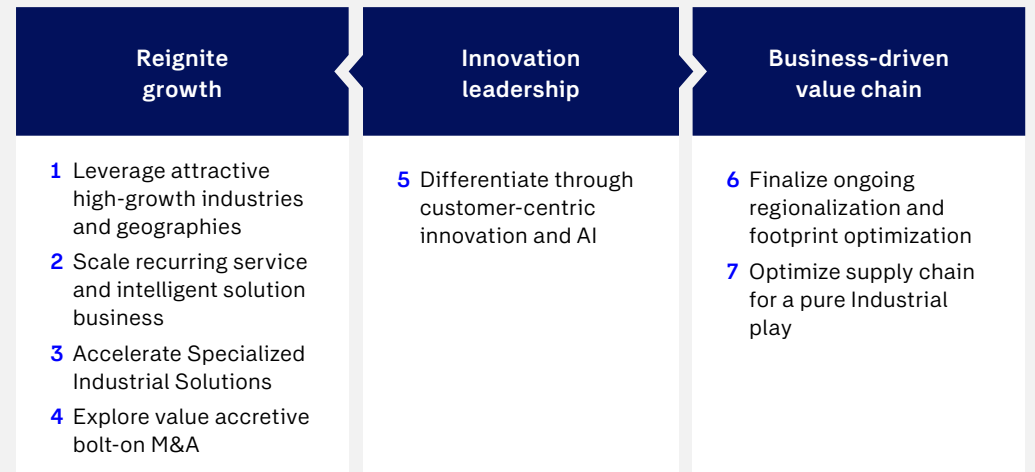 Reignite
growth
1 Leverage attractive
high-growth industries
and geographies
2 Scale recurring service
and intelligent solution
business
3 Accelerate Specialized
Industrial Solutions
4 Explore value accretive
bolt-on M&A
Innovation
leadership
5 Differentiate through
customer-centric
innovation and AI
Business-driven
value chain
6 Finalize ongoing
regionalization and
footprint optimization
7 Optimize supply chain
for a pure Industrial
play